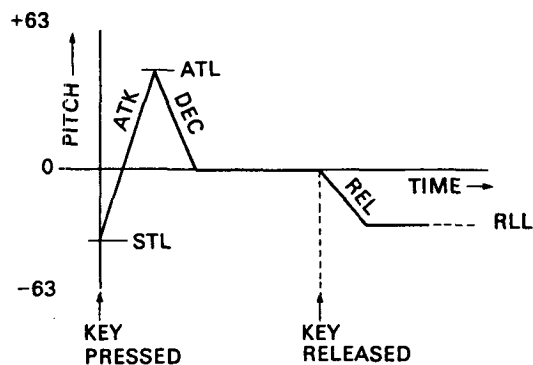 +63
PITCH
ATL
ATK
DEC
0
TIME
REL
RLL
STL
-63
KEY
PRESSED
KEY
RELEASED